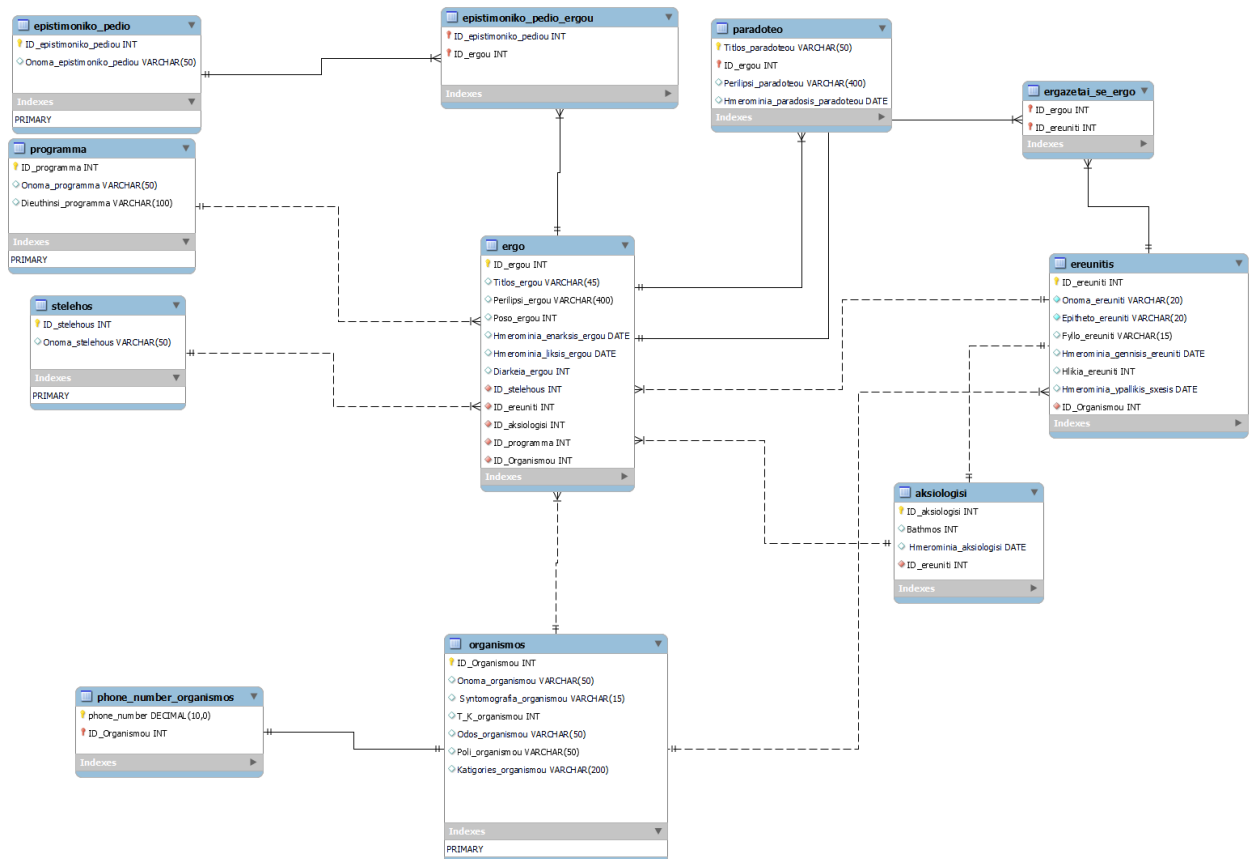 epistimoniko_pedio
ID_epistimoniko_pediou INT
Onoma_epistimoniko_pediou VARCHAR(50)
Indexes
PRIMARY
epistimoniko_pedio_ergou
ID_epistimoniko_pediou INT
ID_ergou INT
Indexes
paradoteo
Titlos_paradoteou VARCHAR(50)
ID_ergou INT
Perilipsi_paradoteou VARCHAR(400)
Hmerominia_paradosis_paradoteou DATE
Indexes
ergazetai_se_ergo
ID_ergou INT
ID_ereuniti INT
Indexes
programma
ID_programma INT
Onoma_programma VARCHAR(50)
Dieuthinsi_programma VARCHAR(100)
Indexes
PRIMARY
ergo
ID_ergou INT
Titlos_ergou VARCHAR(45)
Perilipsi_ergou VARCHAR(400)
Poso_ergou INT
Hmerominia_enarksis_ergou DATE
Hmerominia_liksis_ergou DATE
Diarkeia_ergou INT
ID_stelehous INT
ID_ereuniti INT
ID_aksiologisi INT
ID_programma INT
ID_Organismou INT
Indexes
ereunitis
ID_ereuniti INT
Onoma_ereuniti VARCHAR(20)
Epitheto_ereuniti VARCHAR(20)
Fyllo_ereuniti VARCHAR(15)
Hmerominia_gennisis_ereuniti DATE
Hlikia_ereuniti INT
Hmerominia_ypallikis_sxesis DATE
ID_Organismou INT
Indexes
stelehos
ID_stelehous INT
Onoma_stelehous VARCHAR(50)
Indexes
PRIMARY
aksiologisi
ID_aksiologisi INT
Bathmos INT
Hmerominia_aksiologisi DATE
ID_ereuniti INT
Indexes
organismos
ID_Organismou INT
Onoma_organismou VARCHAR(50)
Syntomografia_organismou VARCHAR(15)
T_K_organismou INT
Odos_organismou VARCHAR(50)
Poli_organismou VARCHAR(50)
Katigories_organismou VARCHAR(200)
Indexes
PRIMARY
phone_number_organismos
phone_number DECIMAL(10,0)
ID_Organismou INT
Indexes